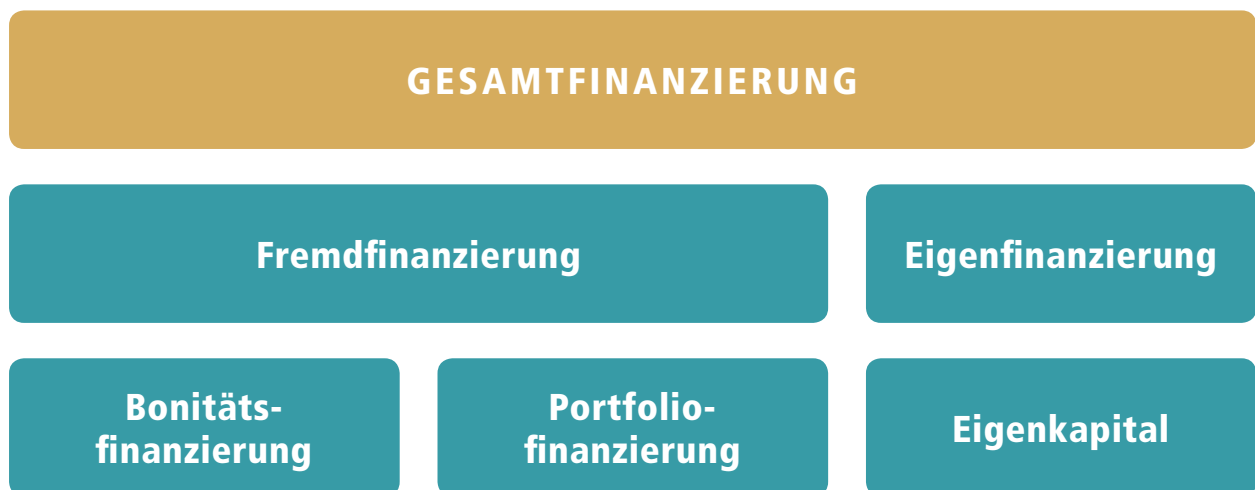 GESAMTFINANZIERUNG
Fremdfinanzierung
Eigenfinanzierung
Bonitäts-
finanzierung
Portfolio-
finanzierung
Eigenkapital